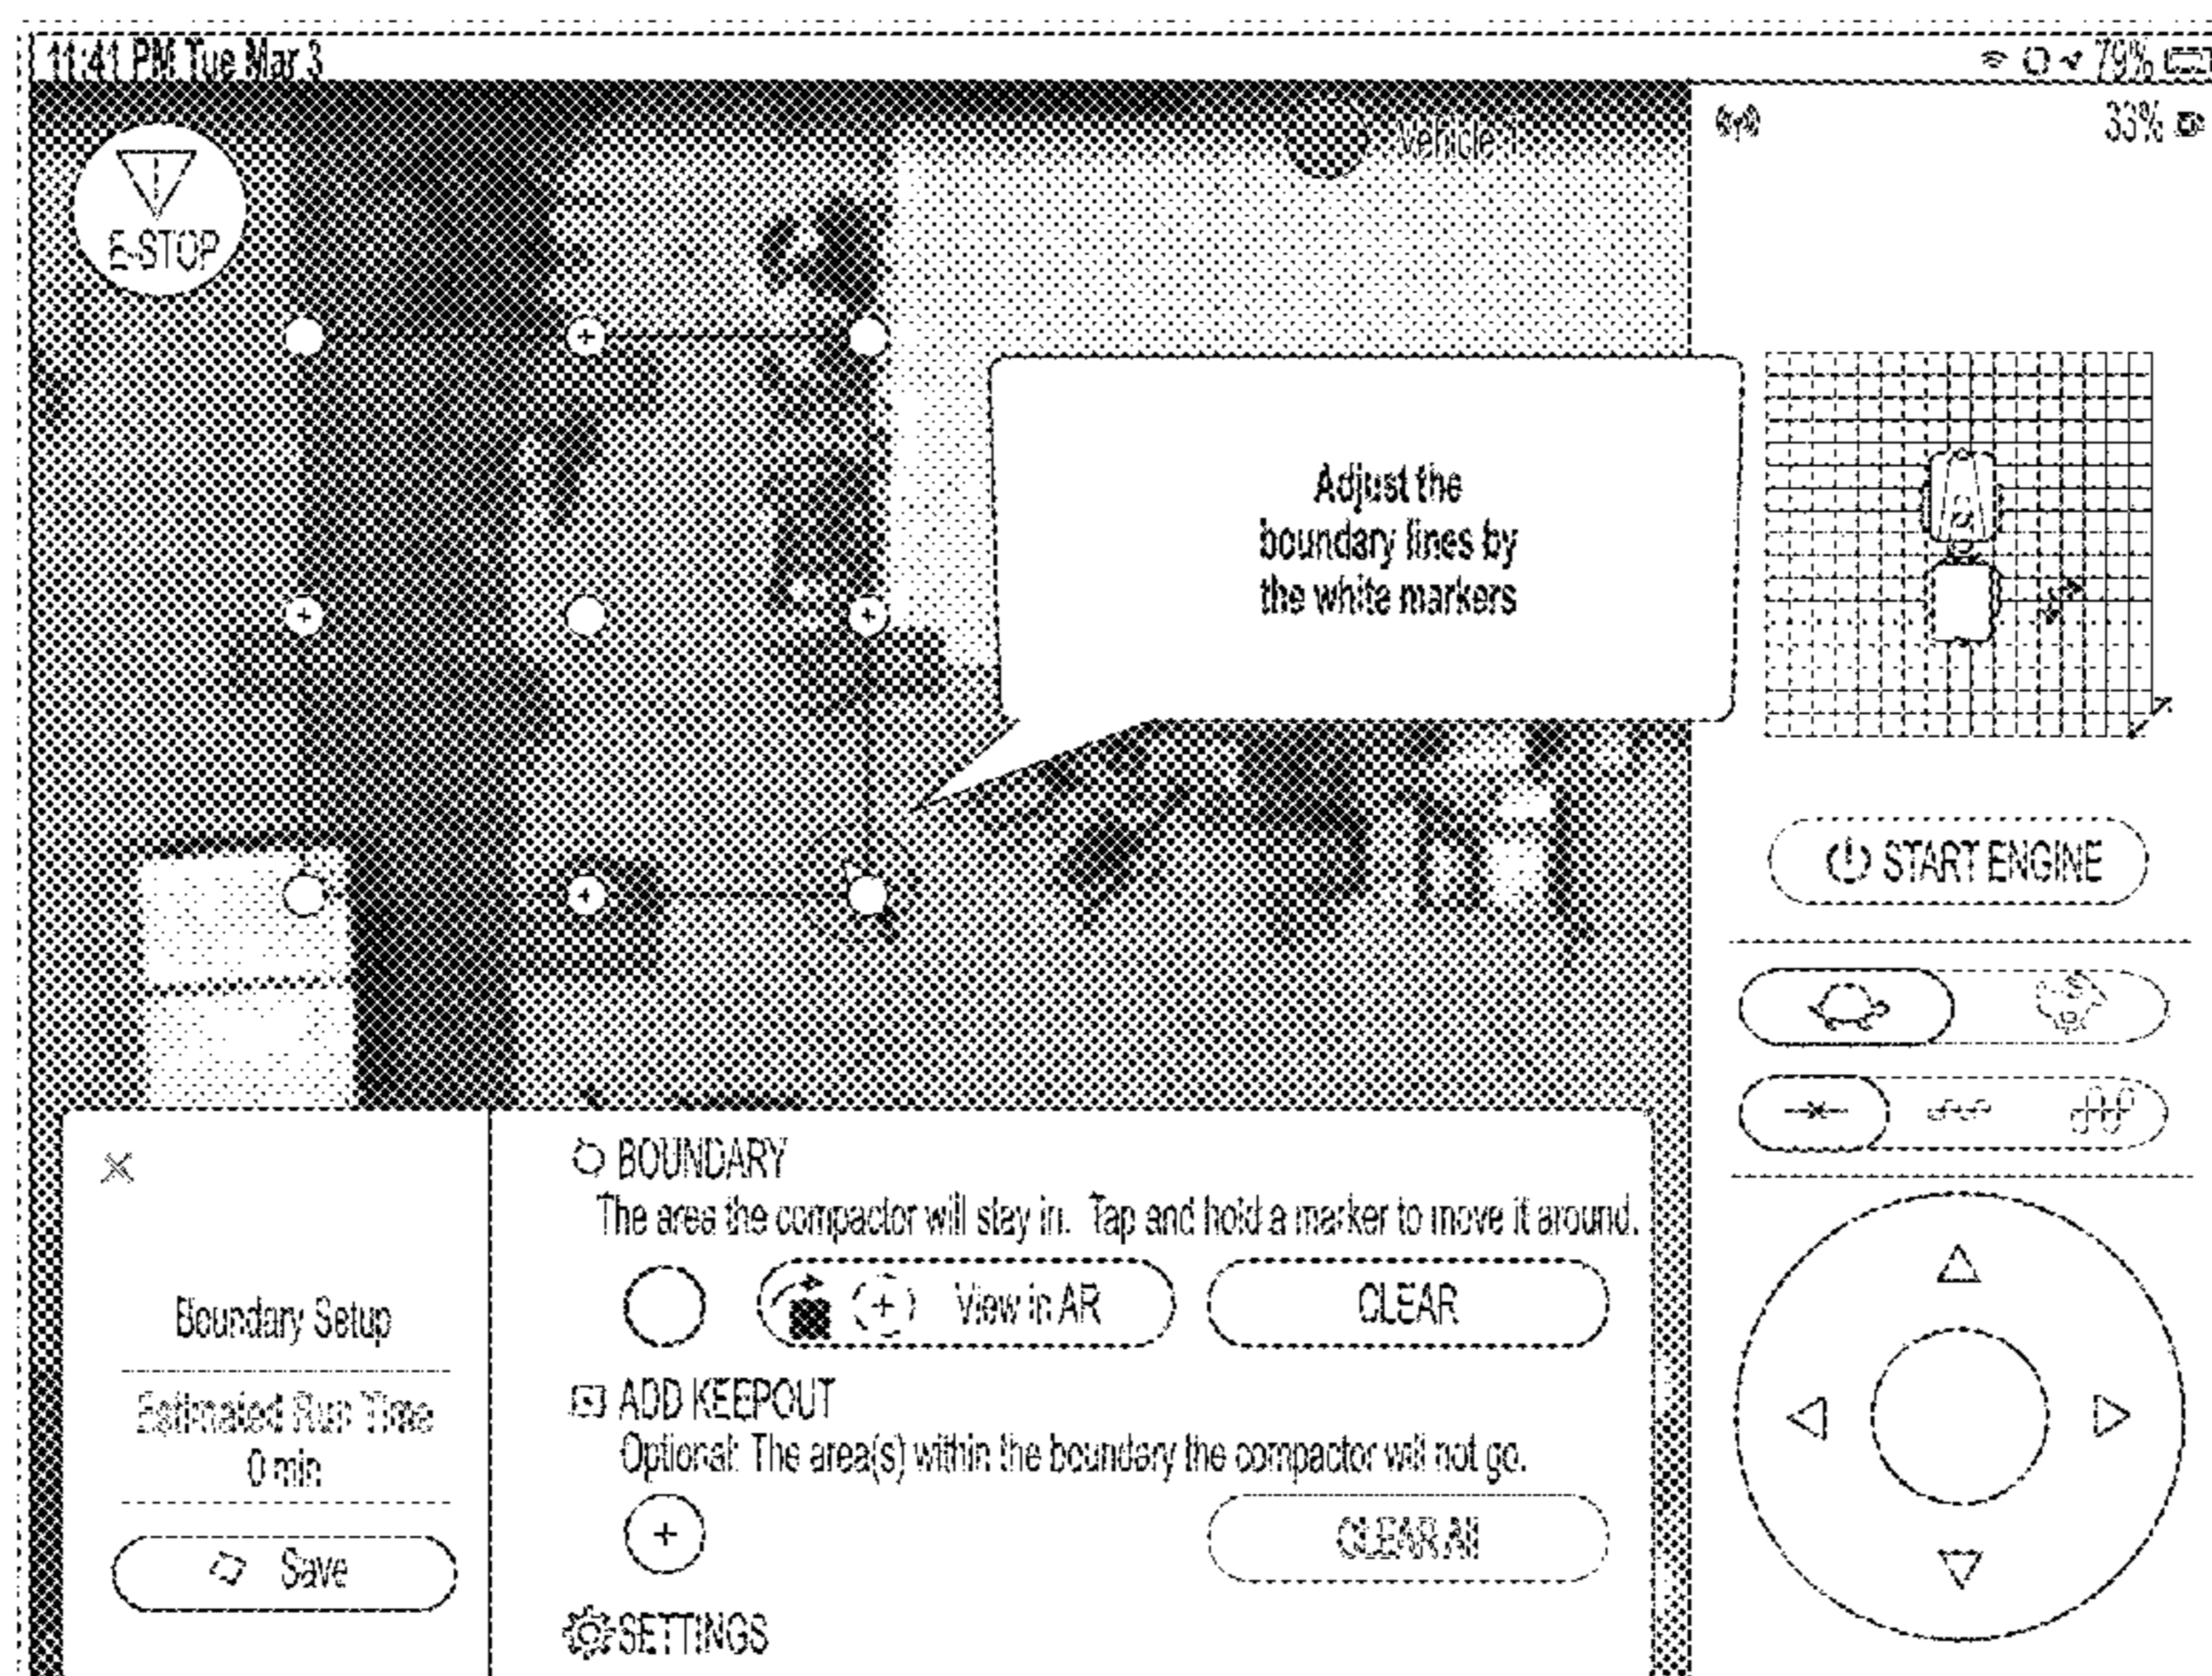 11:41 PM Tue Mar 3
79%
33%
Vehicle 1
E-STOP
Adjust the
boundary lines by
the white markers
START ENGINE
BOUNDARY
The area the compactor will stay in. Tap and hold a marker to move it around.
View in AR
CLEAR
Boundary Setup
Estimated Run Time
0 min
Save
ADD KEEPOUT
Optional: The area(s) within the boundary the compactor will not go.
CLEAR All
SETTINGS